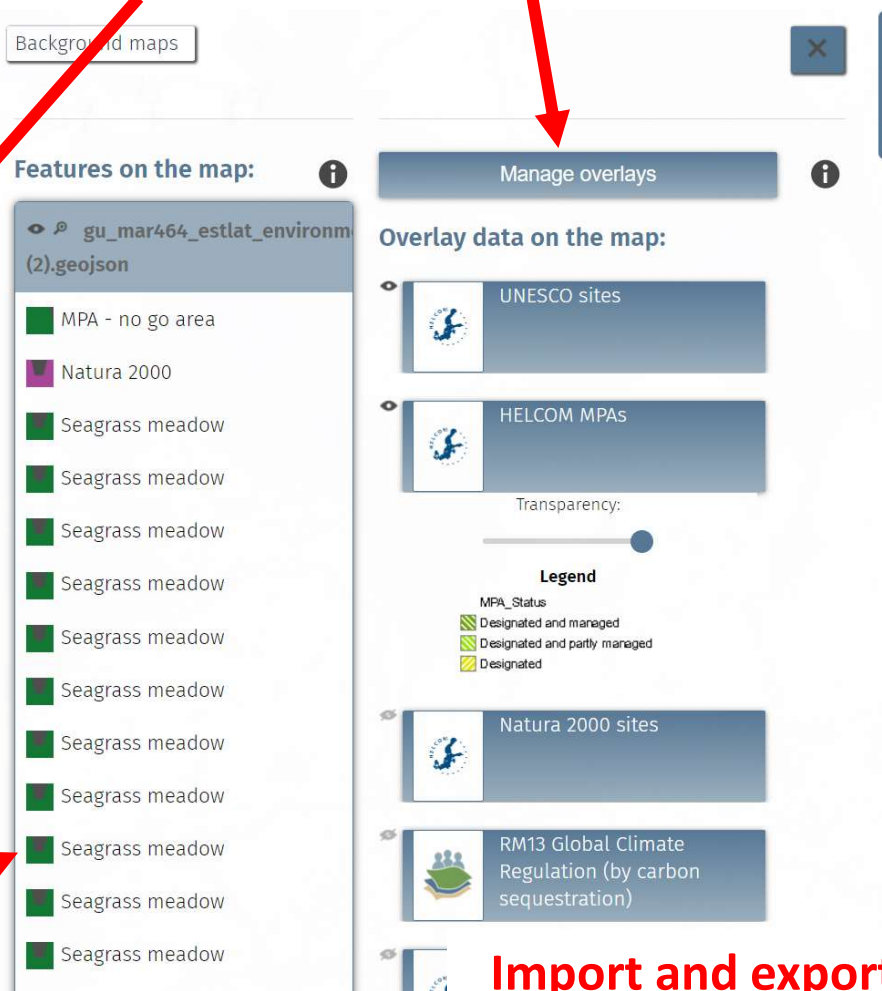 Background maps
Features on the map:
gu_mar464_estlat_environm
(2).geojson
MPA - no go area
Natura 2000
Seagrass meadow
Seagrass meadow
Seagrass meadow
Seagrass meadow
Seagrass meadow
Seagrass meadow
Seagrass meadow
Seagrass meadow
Seagrass meadow
Seagrass meadow
Seagrass meadow
Manage overlays
Overlay data on the map:
UNESCO sites
HELCOM MPAs
Transparency:
Legend
MPA_Status
Designated and managed
Designated and partly managed
Designated
Natura 2000 sites
RM13 Global Climate
Regulation (by carbon
sequestration)
Import and export